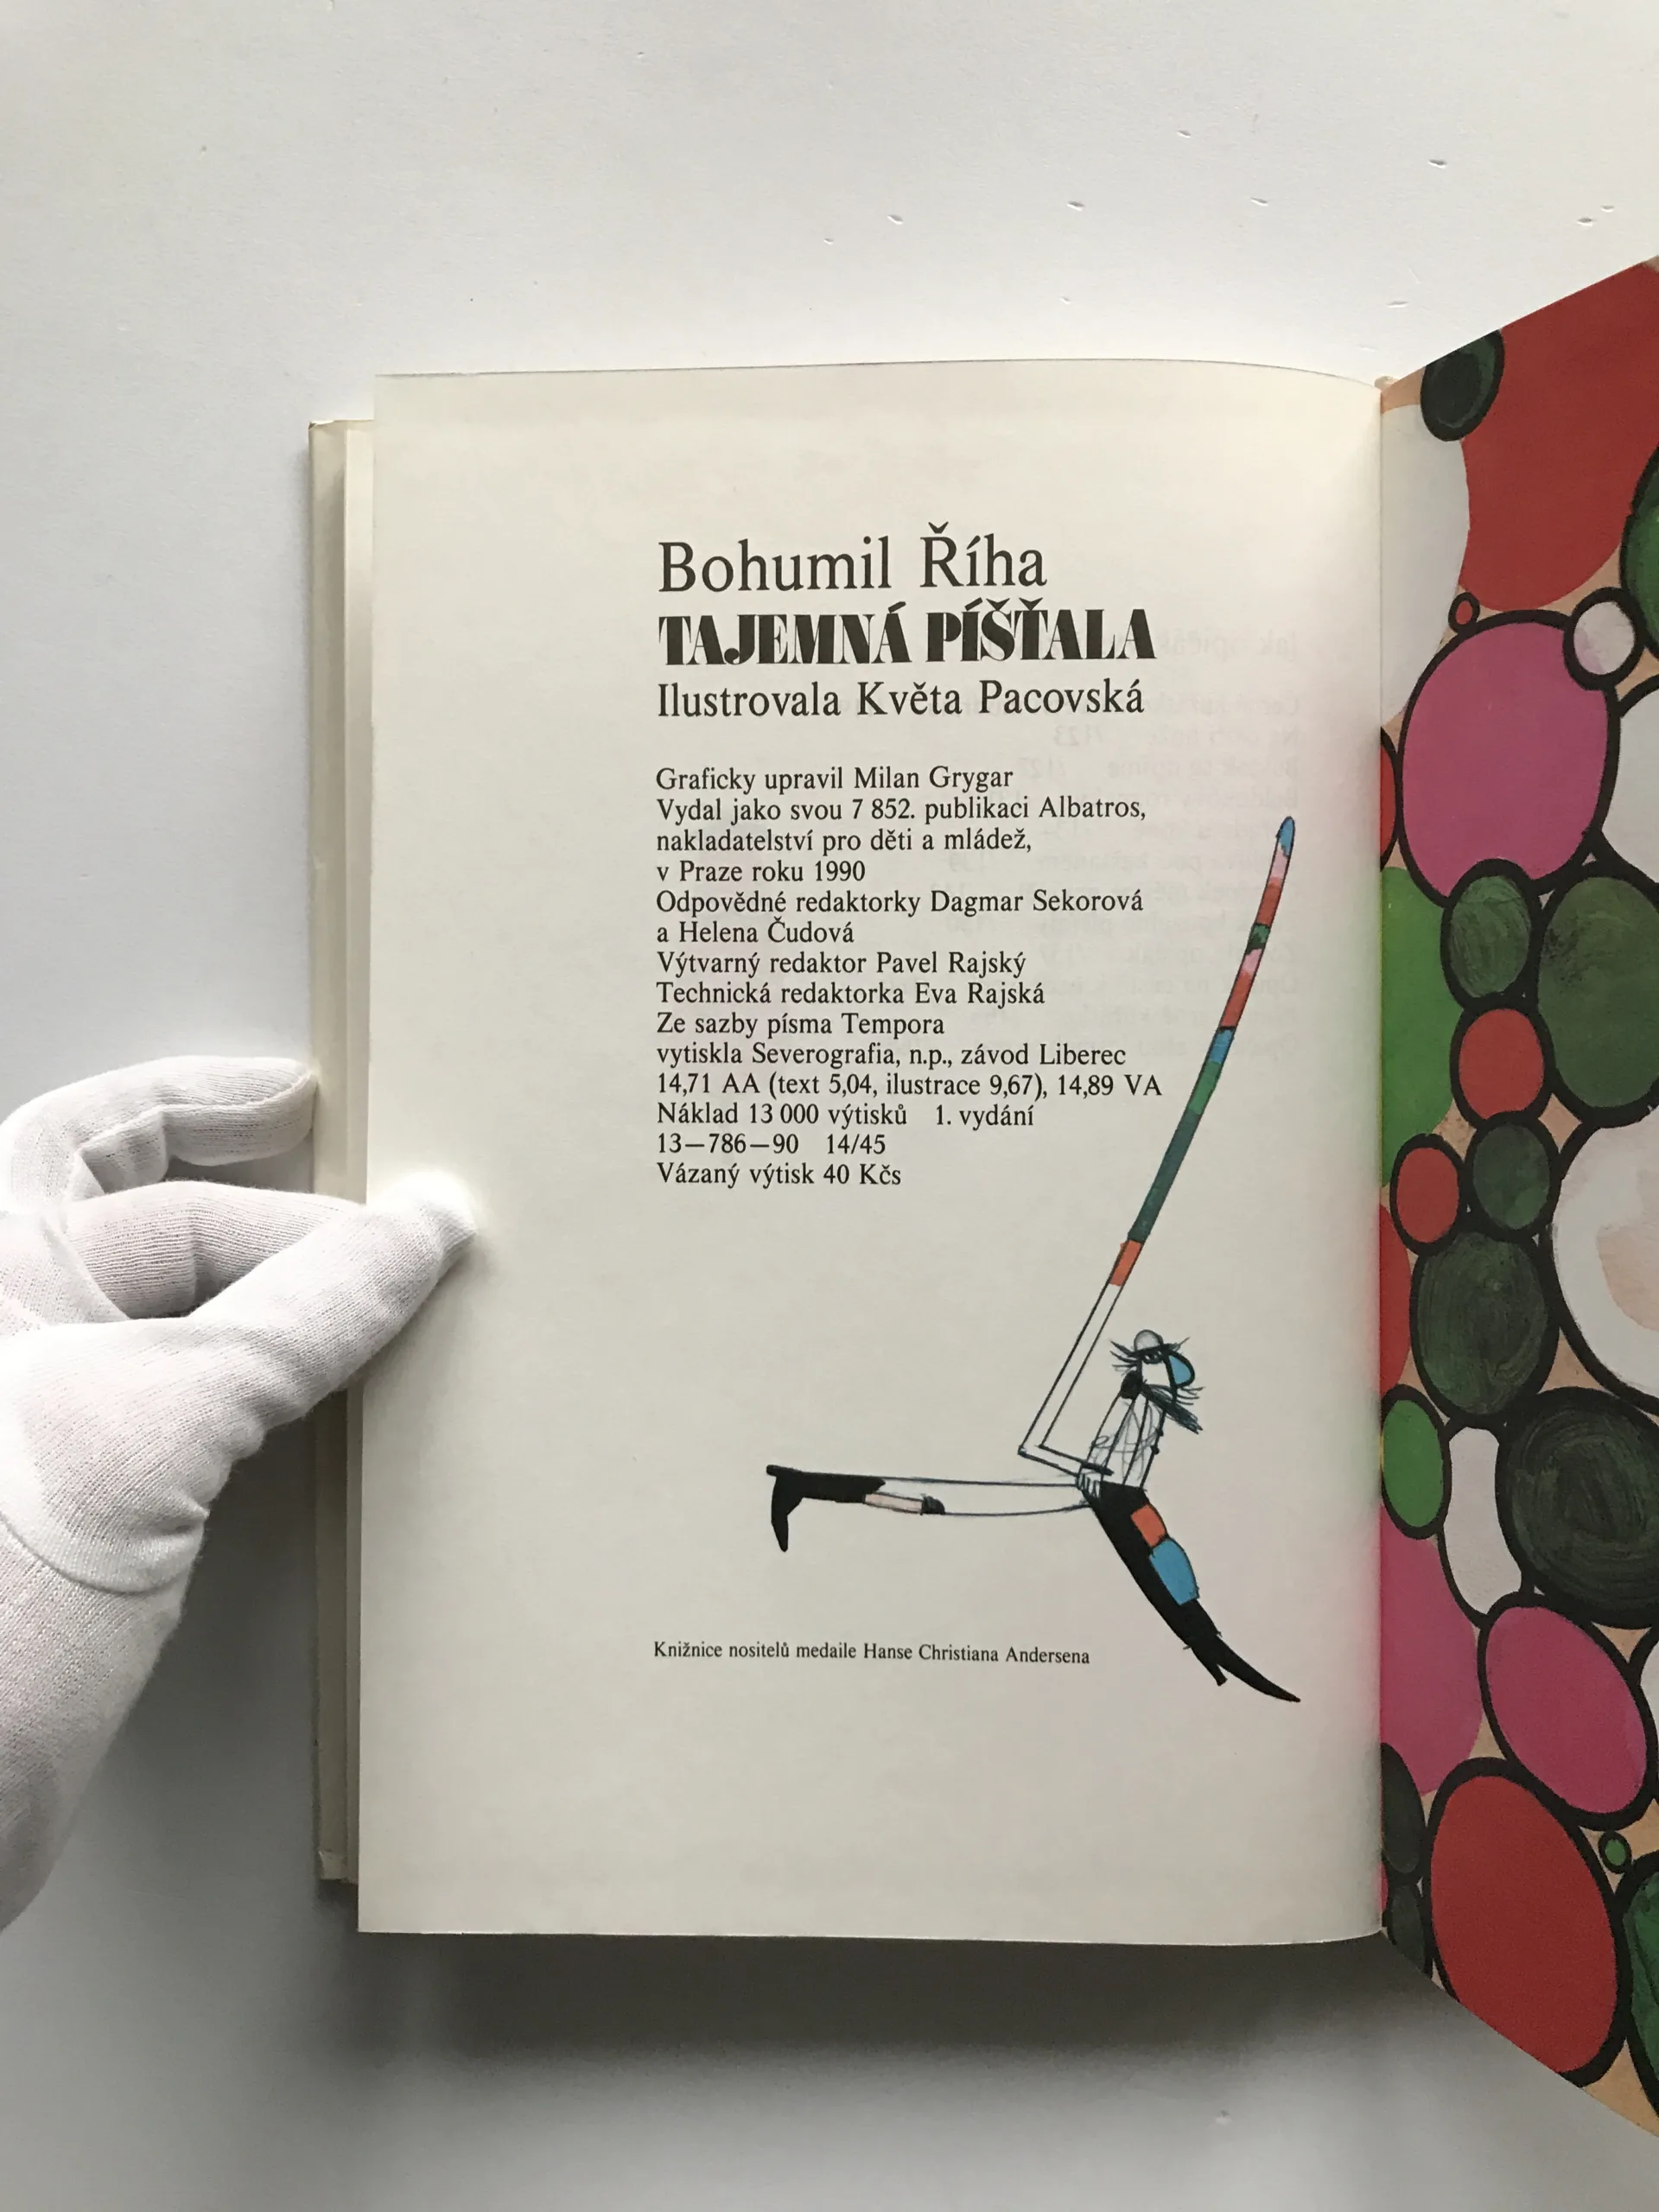 Bohumil Říha
TAJEMNÁ PÍŠŤALA
Ilustrovala Květa Pacovská
Graficky upravil Milan Grygar
Vydal jako svou 7 852. publikaci Albatros,
nakladatelství pro děti a mládež,
v Praze roku 1990
Odpovědné redaktorky Dagmar Sekorová
a Helena Čudová
Výtvarný redaktor Pavel Rajský
Technická redaktorka Eva Rajská
Ze sazby písma Tempora
vytiskla Severografia, n.p., závod Liberec
14,71 AA (text 5,04, ilustrace 9,67), 14,89 VA
Náklad 13 000 výtisků 1. vydání
13—786—90 14/45
Vázaný výtisk 40 Kčs
Knižnice nositelů medaile Hanse Christiana Andersena